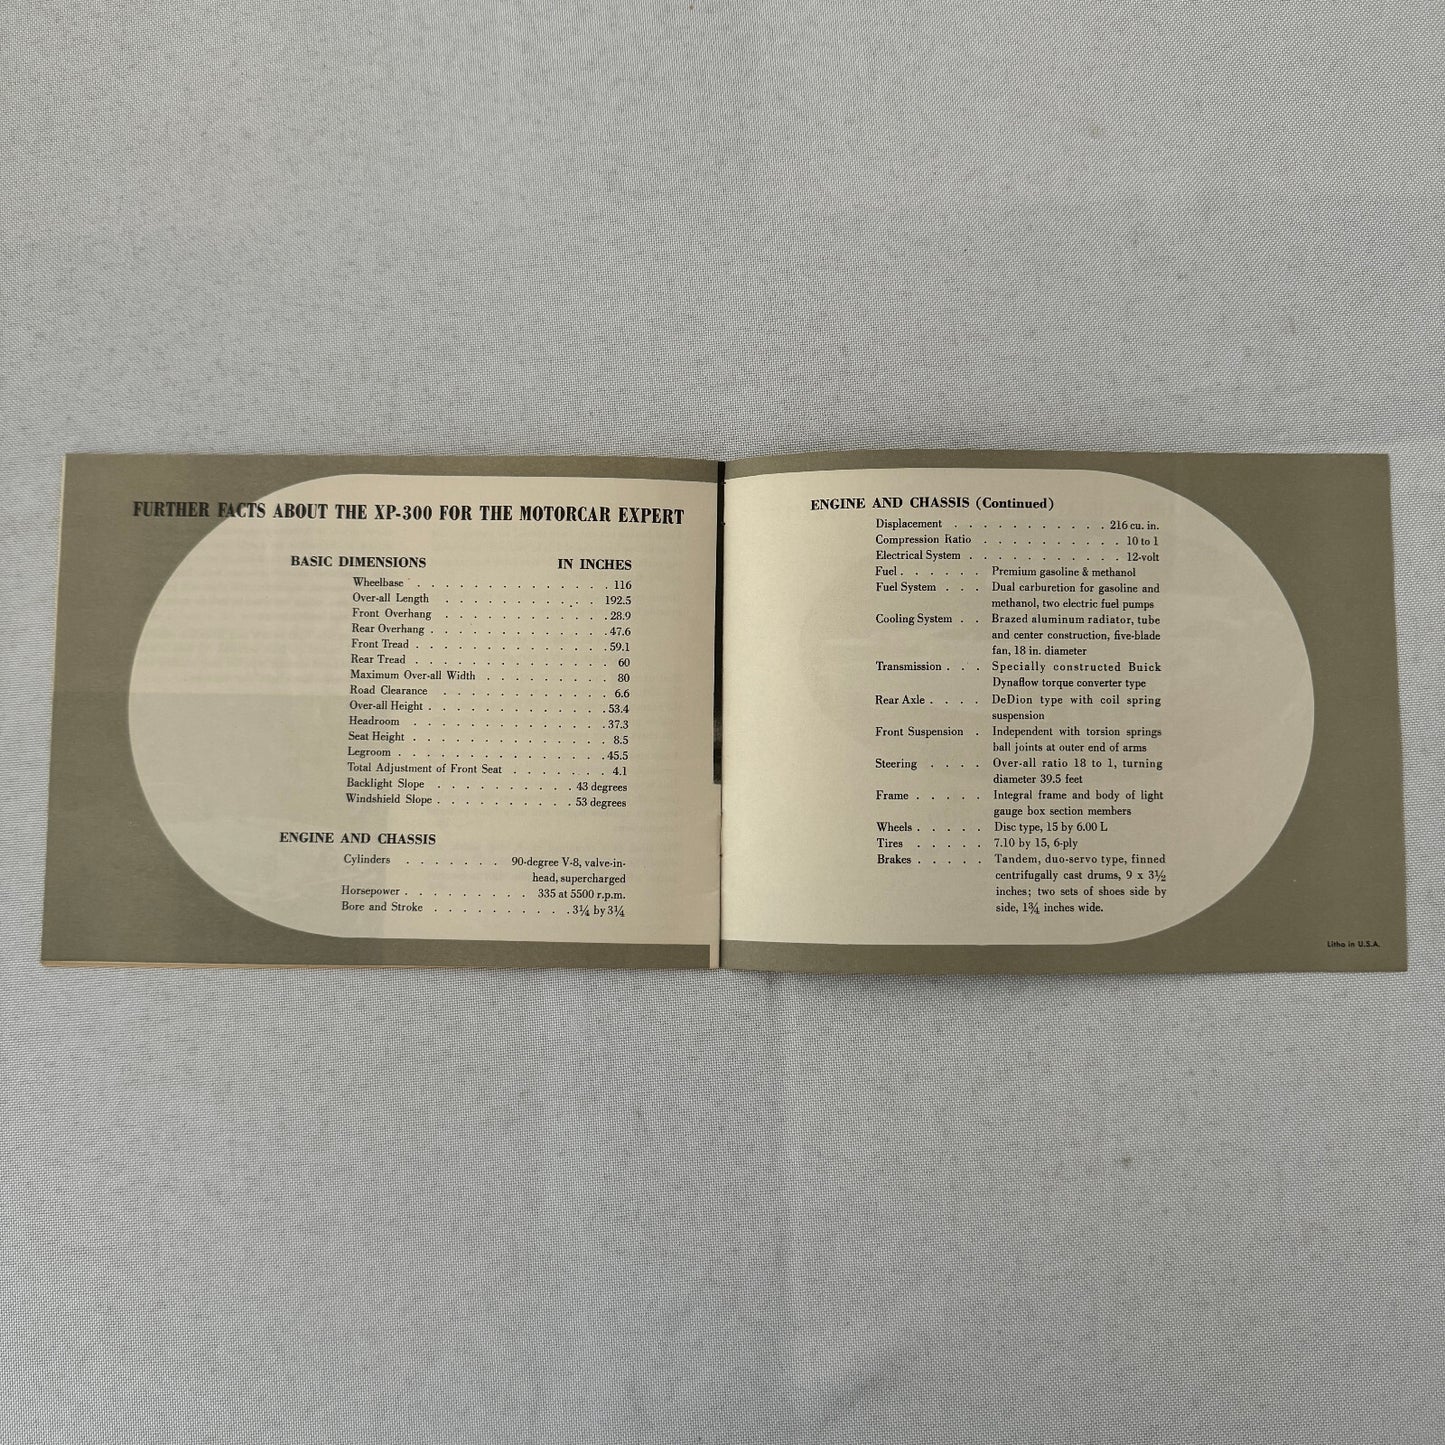 FURTHER FACTS ABOUT THE XP-300 FOR THE MOTORCAR EXPERT
BASIC DIMENSIONS IN INCHES
Wheelbase . . . . . . . . . . . . . . 116
Over-all Length . . . . . . . . . . . 192.5
Front Overhang . . . . . . . . . . . . 28.9
Rear Overhang . . . . . . . . . . . . . 47.6
Front Tread . . . . . . . . . . . . . . 59.1
Rear Tread . . . . . . . . . . . . . . 60
Maximum Over-all Width . . . . . . . . . 80
Road Clearance . . . . . . . . . . . . 6.6
Over-all Height . . . . . . . . . . . . . 53.4
Headroom . . . . . . . . . . . . . . 37.3
Seat Height . . . . . . . . . . . . . . 8.5
Legroom . . . . . . . . . . . . . . . 45.5
Total Adjustment of Front Seat . . . . . . . 4.1
Backlight Slope . . . . . . . . . . 43 degrees
Windshield Slope . . . . . . . . . . 53 degrees
ENGINE AND CHASSIS
Cylinders . . . . . . . 90-degree V-8, valve-in-
head, supercharged
Horsepower . . . . . . . . . 335 at 5500 r.p.m.
Bore and Stroke . . . . . . . . . . 3¼ by 3¼
ENGINE AND CHASSIS (Continued)
Displacement . . . . . . . . . . . 216 cu. in.
Compression Ratio . . . . . . . . . . 10 to 1
Electrical System . . . . . . . . . . . 12-volt
Fuel . . . . . . Premium gasoline & methanol
Fuel System . . . Dual carburetion for gasoline and
methanol, two electric fuel pumps
Cooling System . . Brazed aluminum radiator, tube
and center construction, five-blade
fan, 18 in. diameter
Transmission . . . Specially constructed Buick
Dynaflow torque converter type
Rear Axle . . . . DeDion type with coil spring
suspension
Front Suspension . Independent with torsion springs
ball joints at outer end of arms
Steering . . . . Over-all ratio 18 to 1, turning
diameter 39.5 feet
Frame . . . . . Integral frame and body of light
gauge box section members
Wheels . . . . . Disc type, 15 by 6.00 L
Tires . . . . . 7.10 by 15, 6-ply
Brakes . . . . . Tandem, duo-servo type, finned
centrifugally cast drums, 9 x 3½
inches; two sets of shoes side by
side, 1¾ inches wide.
Litho in U.S.A.